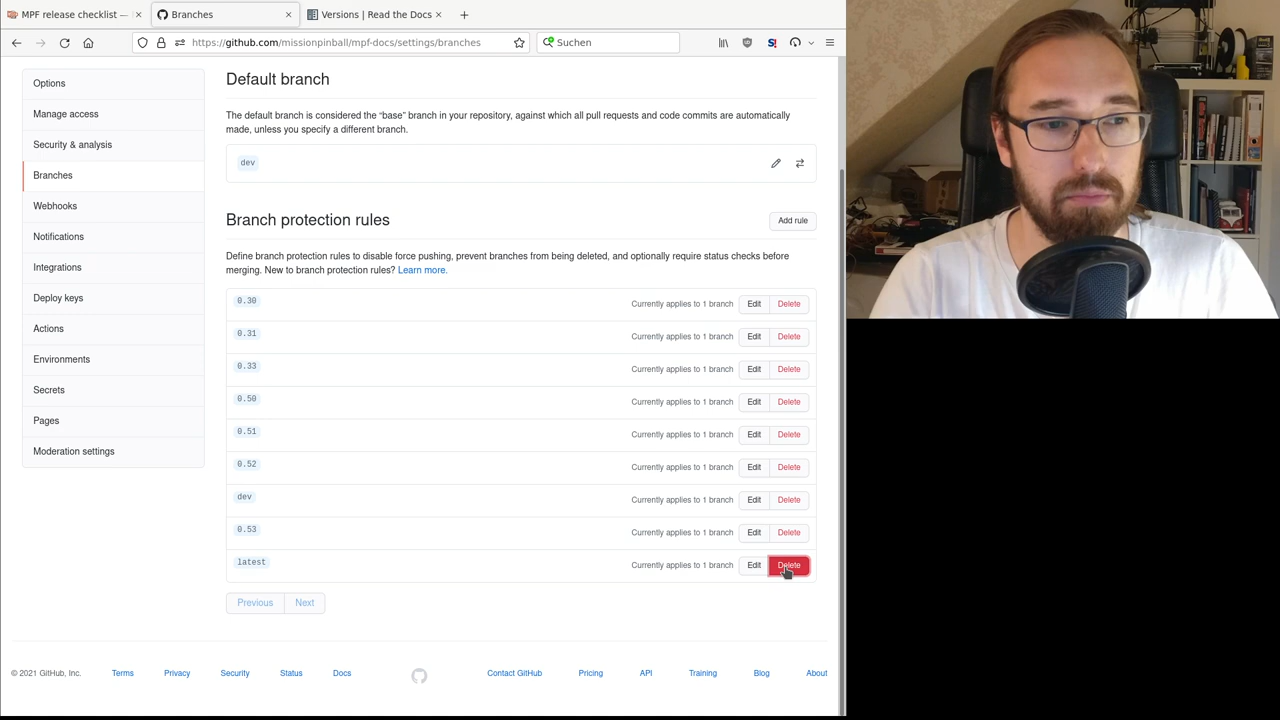 MPF release checklist —
Branches
Versions | Read the Docs
https://github.com/missionpinball/mpf-docs/settings/branches
Suchen
Options
Manage access
Security & analysis
Branches
Webhooks
Notifications
Integrations
Deploy keys
Actions
Environments
Secrets
Pages
Moderation settings
Default branch
The default branch is considered the “base” branch in your repository, against which all pull requests and code commits are automatically
made, unless you specify a different branch.
dev
Branch protection rules
Add rule
Define branch protection rules to disable force pushing, prevent branches from being deleted, and optionally require status checks before
merging. New to branch protection rules? Learn more.
0.30 Currently applies to 1 branch Edit Delete
0.31 Currently applies to 1 branch Edit Delete
0.33 Currently applies to 1 branch Edit Delete
0.50 Currently applies to 1 branch Edit Delete
0.51 Currently applies to 1 branch Edit Delete
0.52 Currently applies to 1 branch Edit Delete
dev Currently applies to 1 branch Edit Delete
0.53 Currently applies to 1 branch Edit Delete
latest Currently applies to 1 branch Edit Delete
Previous Next
© 2021 GitHub, Inc. Terms Privacy Security Status Docs Contact GitHub Pricing API Training Blog About